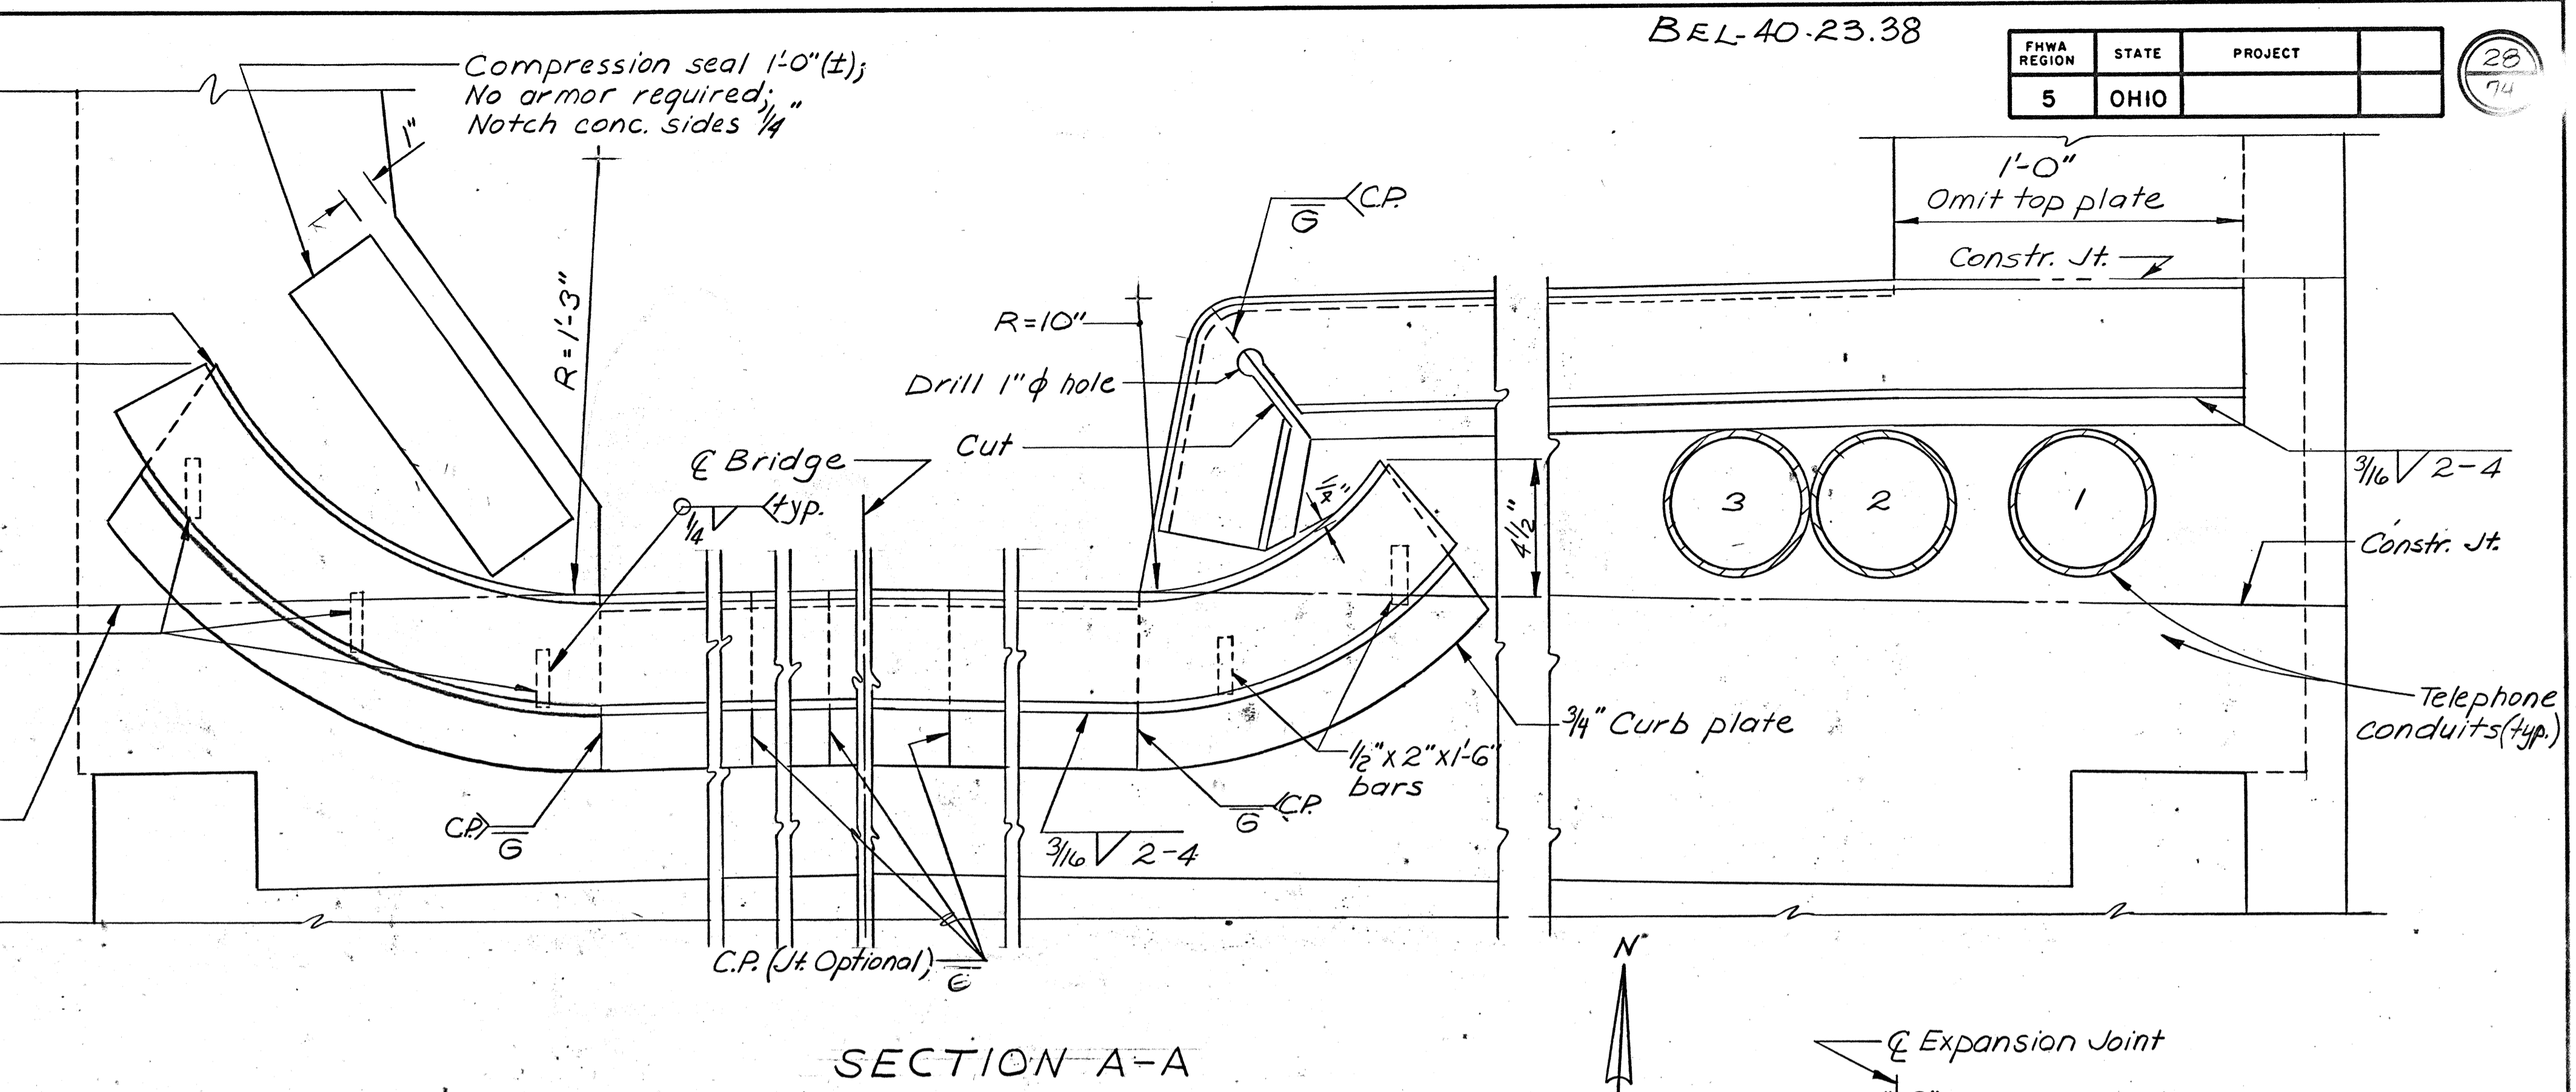 BEL-40-23.38
FHWA REGION
STATE
PROJECT
5
OHIO
28
74
Compression seal 1'-0"(±);
No armor required;
Notch conc. sides 1/4"
1"
R=1'-3"
C.P.
G
1'-0"
Omit top plate
Constr. Jt.
R=10"
Drill 1" ϕ hole
Cut
℄ Bridge
1/4
typ.
4 1/2"
3
2
1
3/16 2-4
Constr. Jt.
Telephone
conduits (typ.)
3/4" Curb plate
1/2" x 2" x 1'-6"
bars
C.P.
G
C.P.
G
3/16 2-4
C.P. (Jt. Optional)
G
N
SECTION A-A
℄ Expansion Joint